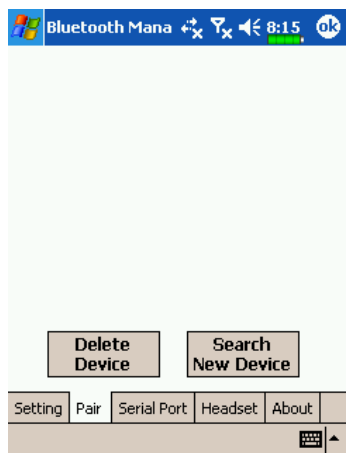 Bluetooth Mana 8:15 ok
Delete Device
Search New Device
Setting Pair Serial Port Headset About